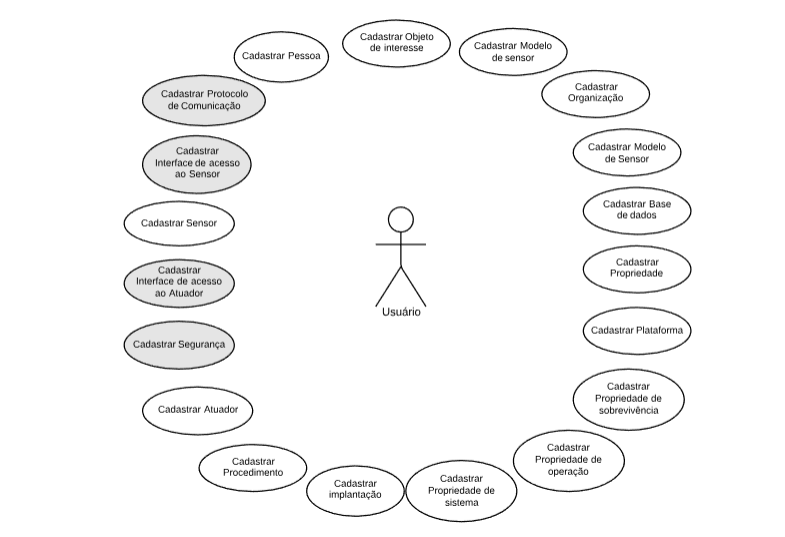 Cadastrar Objeto
de interesse
Cadastrar Modelo
de sensor
Cadastrar Pessoa
Cadastrar
Organização
Cadastrar Protocolo
de Comunicação
Cadastrar Modelo
de Sensor
Cadastrar
Interface de acesso
ao Sensor
Cadastrar Base
de dados
Cadastrar Sensor
Cadastrar
Propriedade
Cadastrar
Interface de acesso
ao Atuador
Usuário
Cadastrar Plataforma
Cadastrar Segurança
Cadastrar
Propriedade de
sobrevivência
Cadastrar Atuador
Cadastrar
Propriedade de
operação
Cadastrar
Procedimento
Cadastrar
implantação
Cadastrar
Propriedade de
sistema